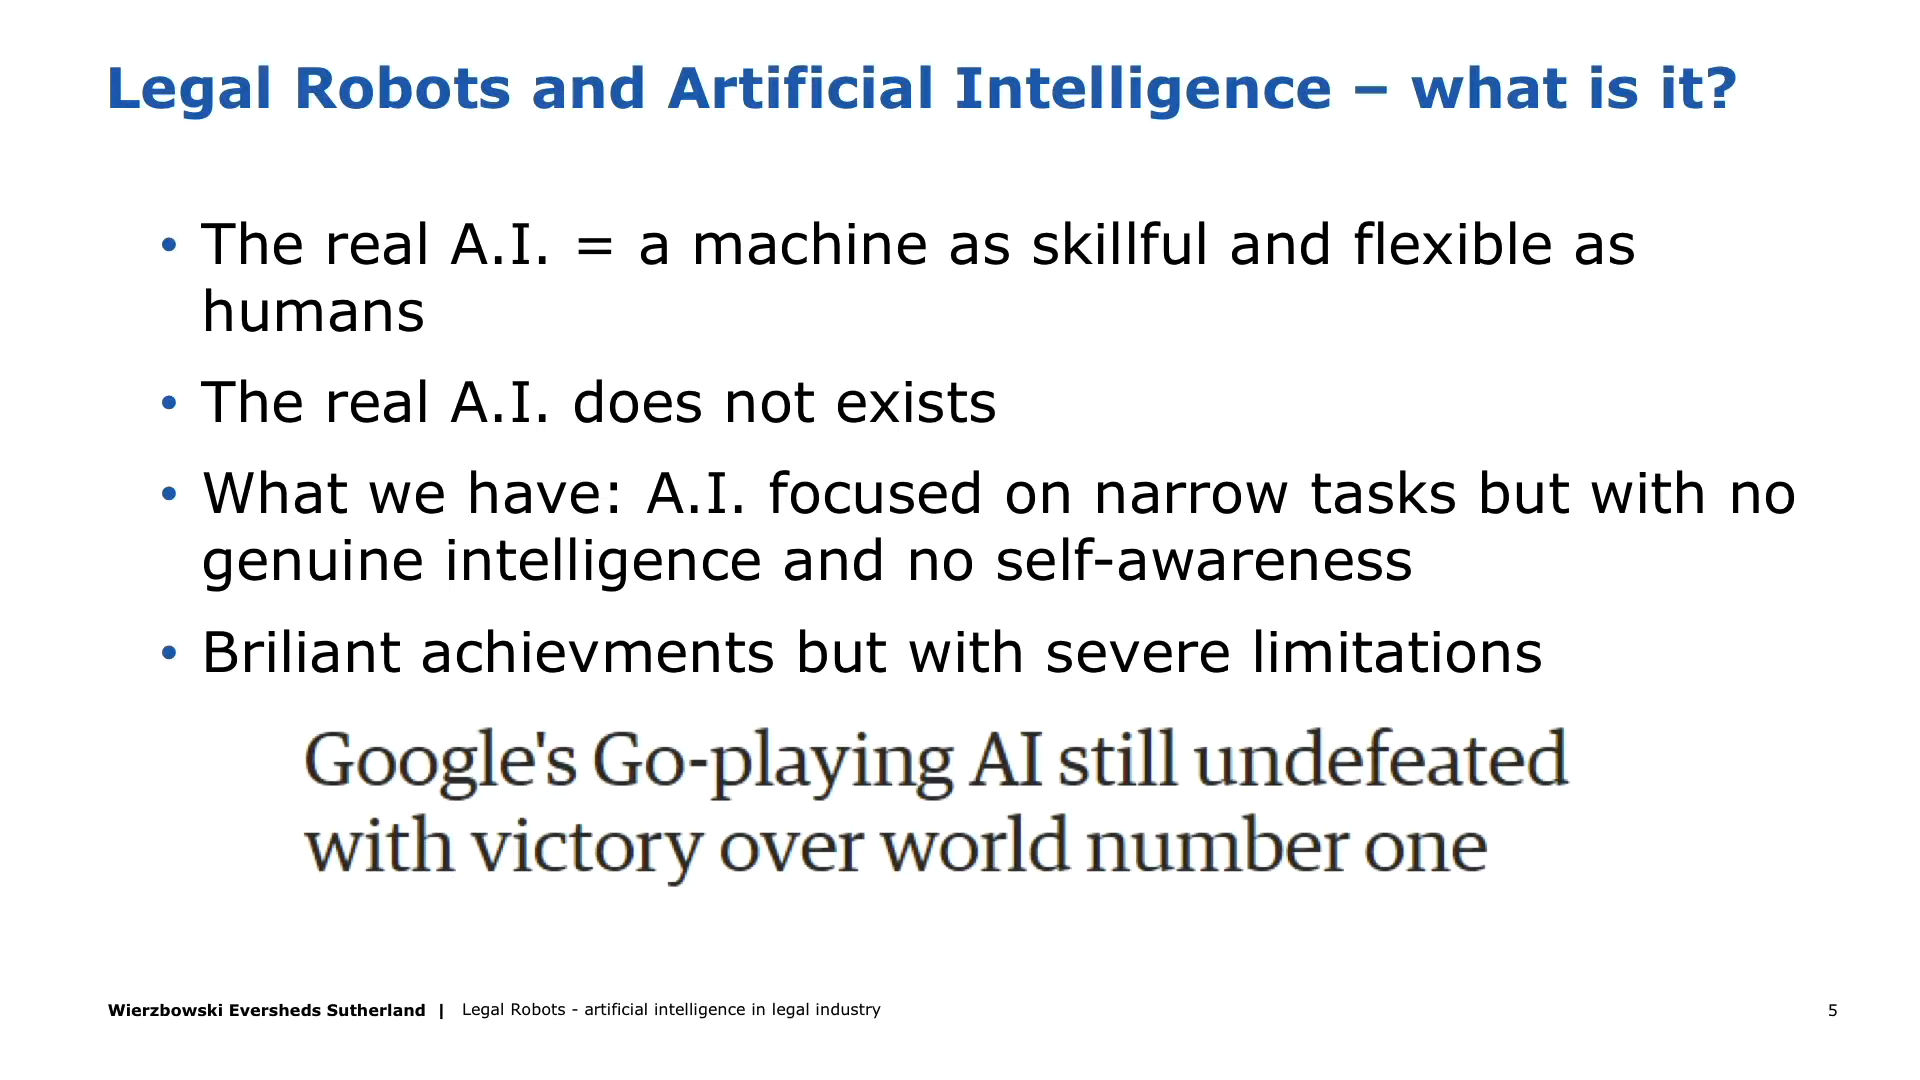 Legal Robots and Artificial Intelligence – what is it?
• The real A.I. = a machine as skillful and flexible as
humans
• The real A.I. does not exists
• What we have: A.I. focused on narrow tasks but with no
genuine intelligence and no self-awareness
• Briliant achievments but with severe limitations
Google's Go-playing AI still undefeated
with victory over world number one
Wierzbowski Eversheds Sutherland | Legal Robots - artificial intelligence in legal industry 5